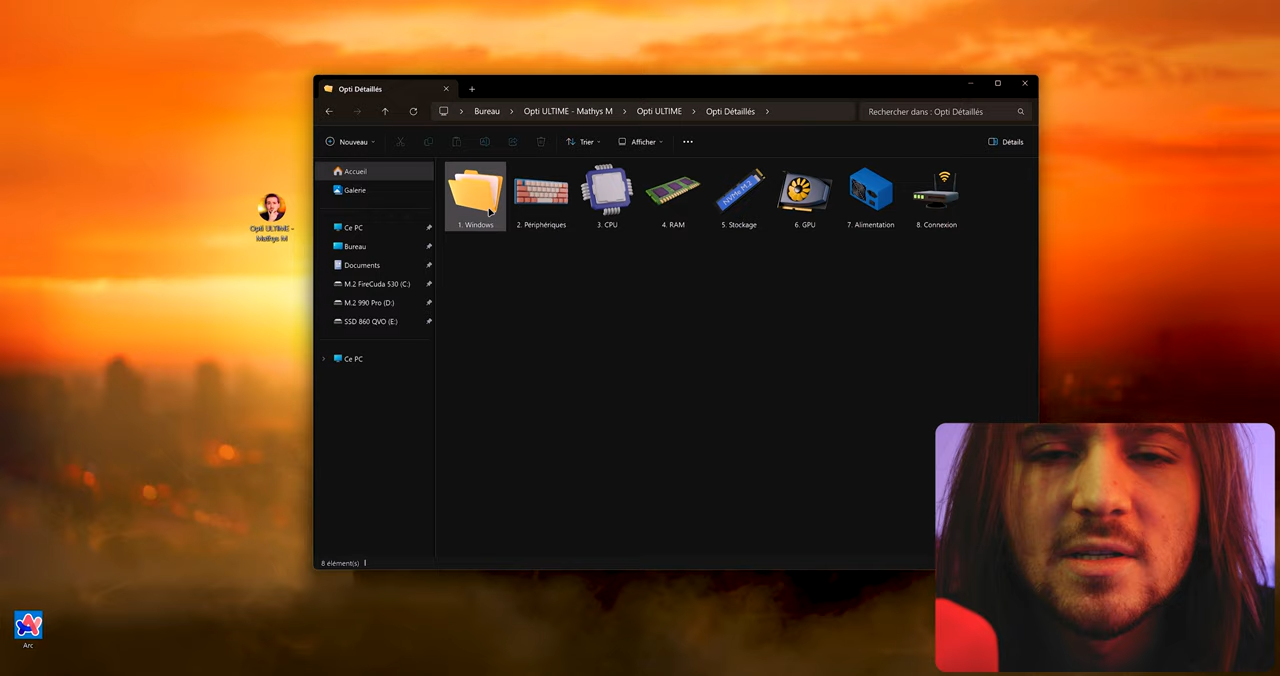 Opti Détaillés
Bureau
Opti ULTIME - Mathys M
Opti ULTIME
Opti Détaillés
Rechercher dans : Opti Détaillés
Nouveau
Trier
Afficher
Détails
Accueil
Galerie
Ce PC
Bureau
Documents
M.2 FireCuda 530 (C:)
M.2 990 Pro (D:)
SSD 860 QVO (E:)
Ce PC
1. Windows
2. Périphériques
3. CPU
4. RAM
NVMe M.2
5. Stockage
6. GPU
7. Alimentation
8. Connexion
8 élément(s)
Opti ULTIME -
Mathys M
Arc